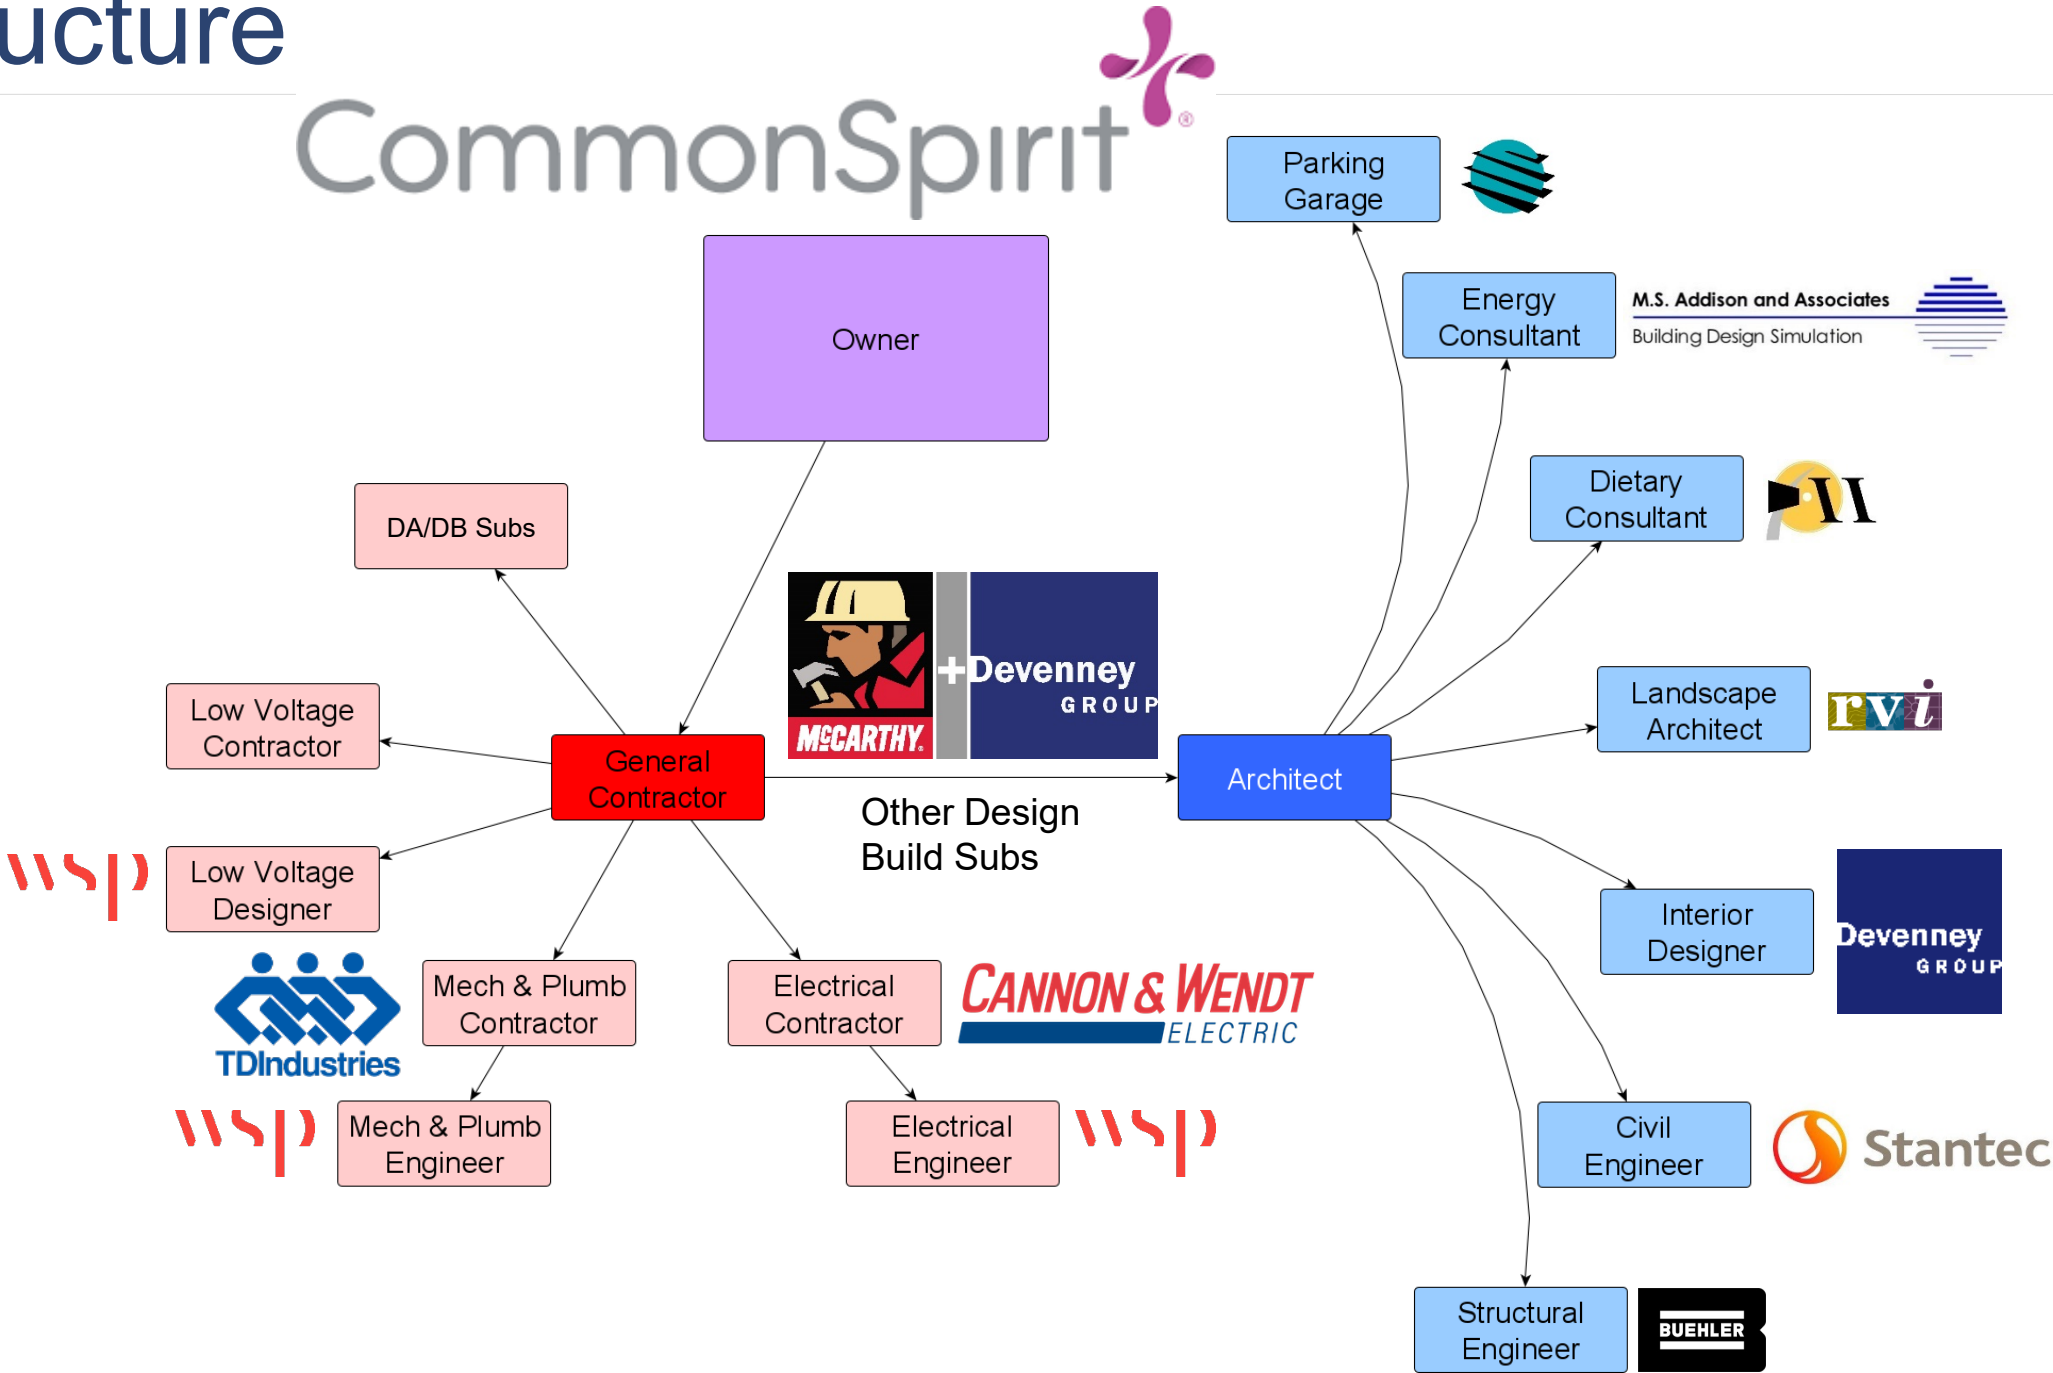 ucture
CommonSpirit
®
Parking
Garage
Energy
Consultant
M.S. Addison and Associates
Building Design Simulation
Owner
Dietary
Consultant
DA/DB Subs
McCARTHY.
+
Devenney
GROUP
Low Voltage
Contractor
Landscape
Architect
rvi
General
Contractor
Architect
Other Design
Build Subs
wsp
Low Voltage
Designer
Interior
Designer
Devenney
GROUP
TDIndustries
Mech & Plumb
Contractor
Electrical
Contractor
CANNON & WENDT
ELECTRIC
wsp
Mech & Plumb
Engineer
Electrical
Engineer
wsp
Civil
Engineer
Stantec
Structural
Engineer
BUEHLER